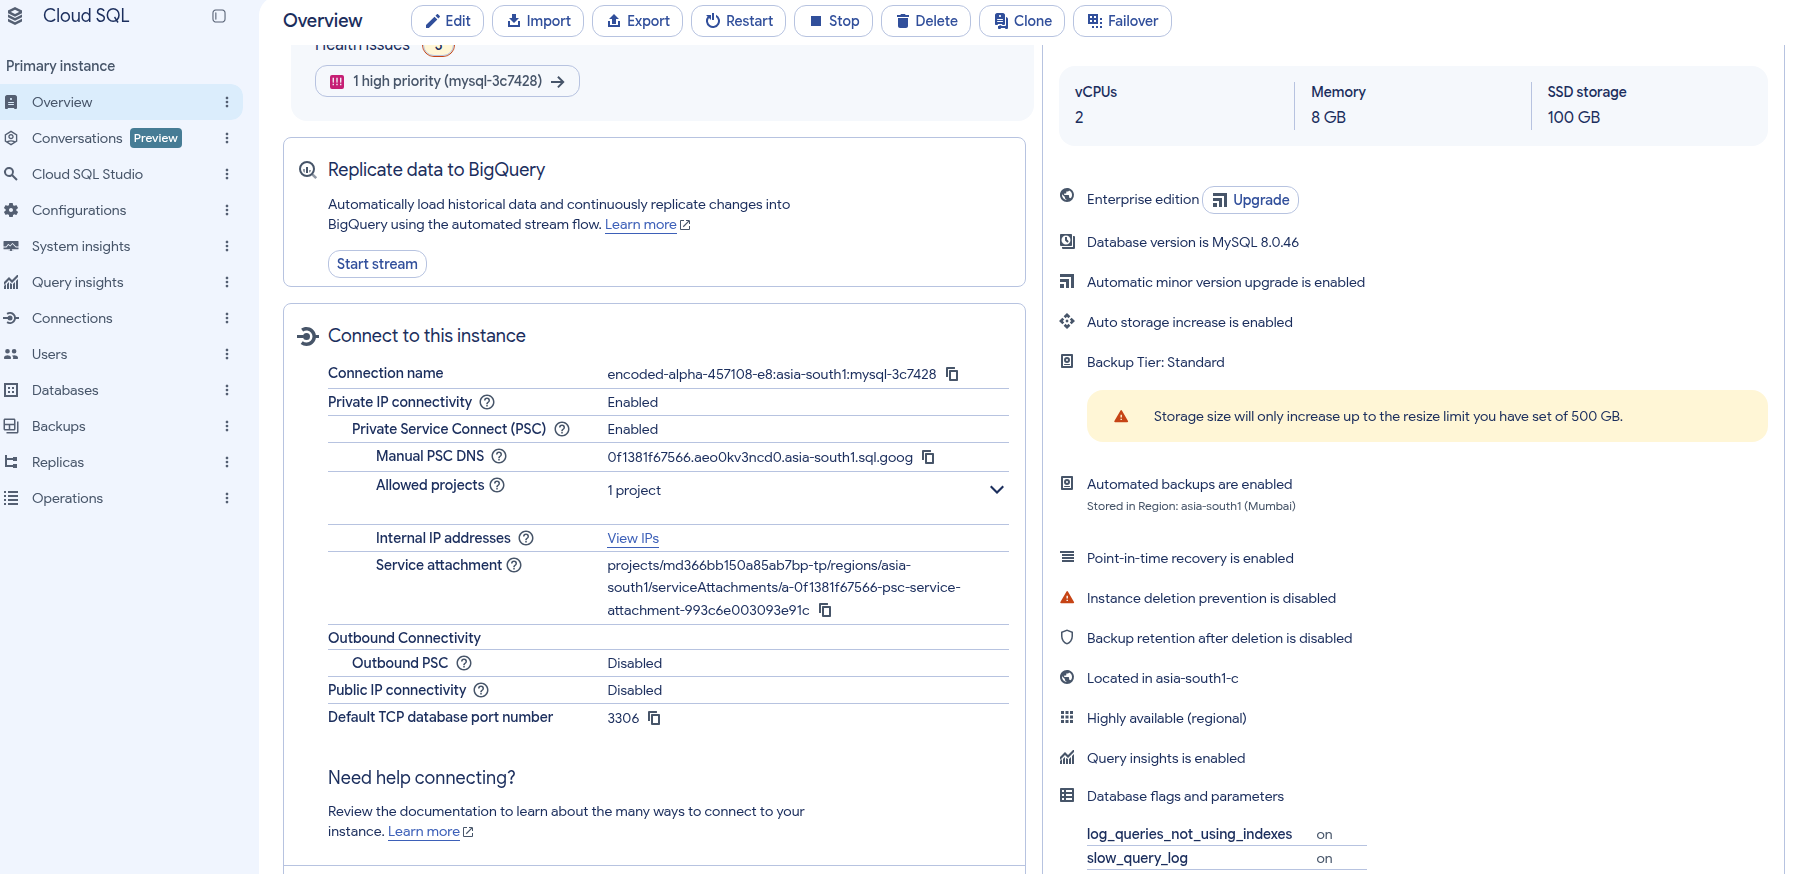 Cloud SQL
Primary instance
Overview
Conversations Preview
Cloud SQL Studio
Configurations
System insights
Query insights
Connections
Users
Databases
Backups
Replicas
Operations
Overview
Edit
Import
Export
Restart
Stop
Delete
Clone
Failover
Health issues
1 high priority (mysql-3c7428)
Replicate data to BigQuery
Automatically load historical data and continuously replicate changes into
BigQuery using the automated stream flow. Learn more
Start stream
Connect to this instance
Connection name encoded-alpha-457108-e8:asia-south1:mysql-3c7428
Private IP connectivity Enabled
Private Service Connect (PSC) Enabled
Manual PSC DNS 0f1381f67566.aeo0kv3ncd0.asia-south1.sql.goog
Allowed projects 1 project
Internal IP addresses View IPs
Service attachment projects/md366bb150a85ab7bp-tp/regions/asia-
south1/serviceAttachments/a-0f1381f67566-psc-service-
attachment-993c6e003093e91c
Outbound Connectivity
Outbound PSC Disabled
Public IP connectivity Disabled
Default TCP database port number 3306
Need help connecting?
Review the documentation to learn about the many ways to connect to your
instance. Learn more
vCPUs
2
Memory
8 GB
SSD storage
100 GB
Enterprise edition Upgrade
Database version is MySQL 8.0.46
Automatic minor version upgrade is enabled
Auto storage increase is enabled
Backup Tier: Standard
Storage size will only increase up to the resize limit you have set of 500 GB.
Automated backups are enabled
Stored in Region: asia-south1 (Mumbai)
Point-in-time recovery is enabled
Instance deletion prevention is disabled
Backup retention after deletion is disabled
Located in asia-south1-c
Highly available (regional)
Query insights is enabled
Database flags and parameters
log_queries_not_using_indexes on
slow_query_log on